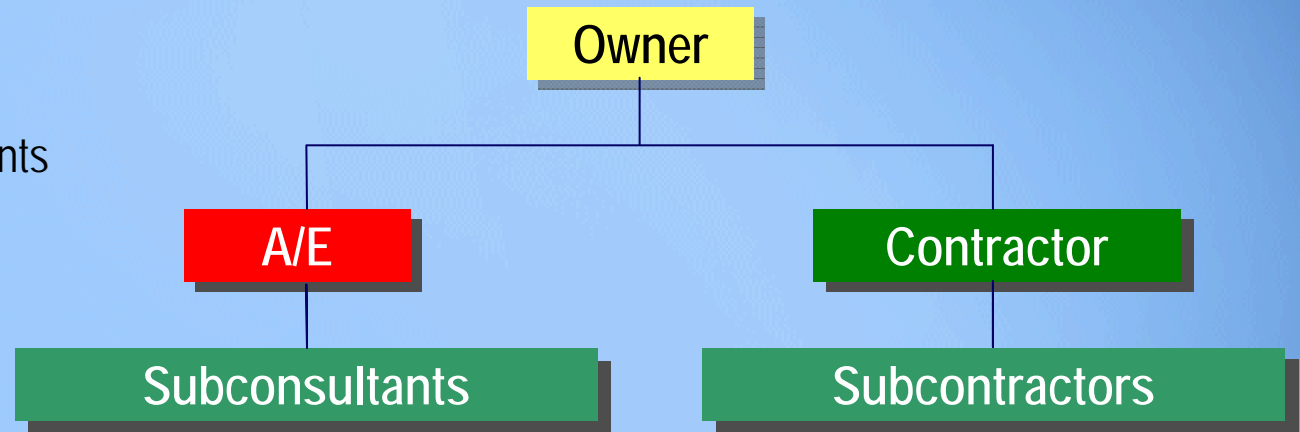 Owner
nts
A/E
Contractor
Subconsultants
Subcontractors